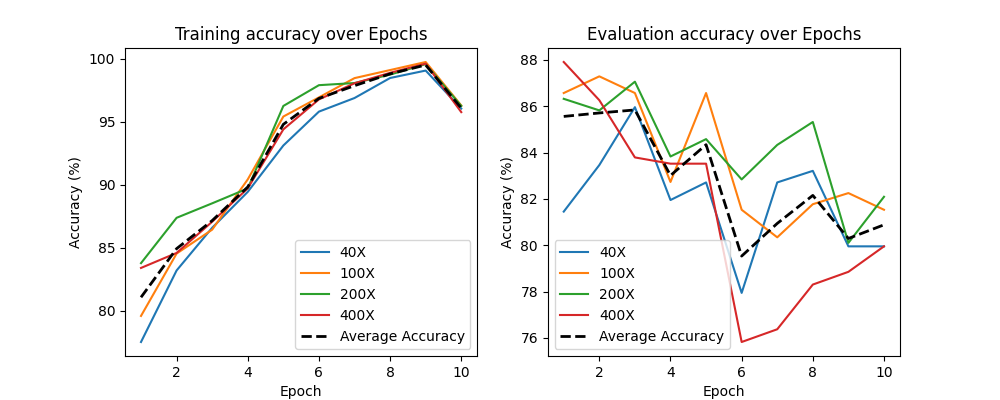 Training accuracy over Epochs
Accuracy (%)
100
95
90
85
80
40X
100X
200X
400X
Average Accuracy
2
4
6
8
10
Epoch
Evaluation accuracy over Epochs
Accuracy (%)
88
86
84
82
80
78
76
40X
100X
200X
400X
Average Accuracy
2
4
6
8
10
Epoch